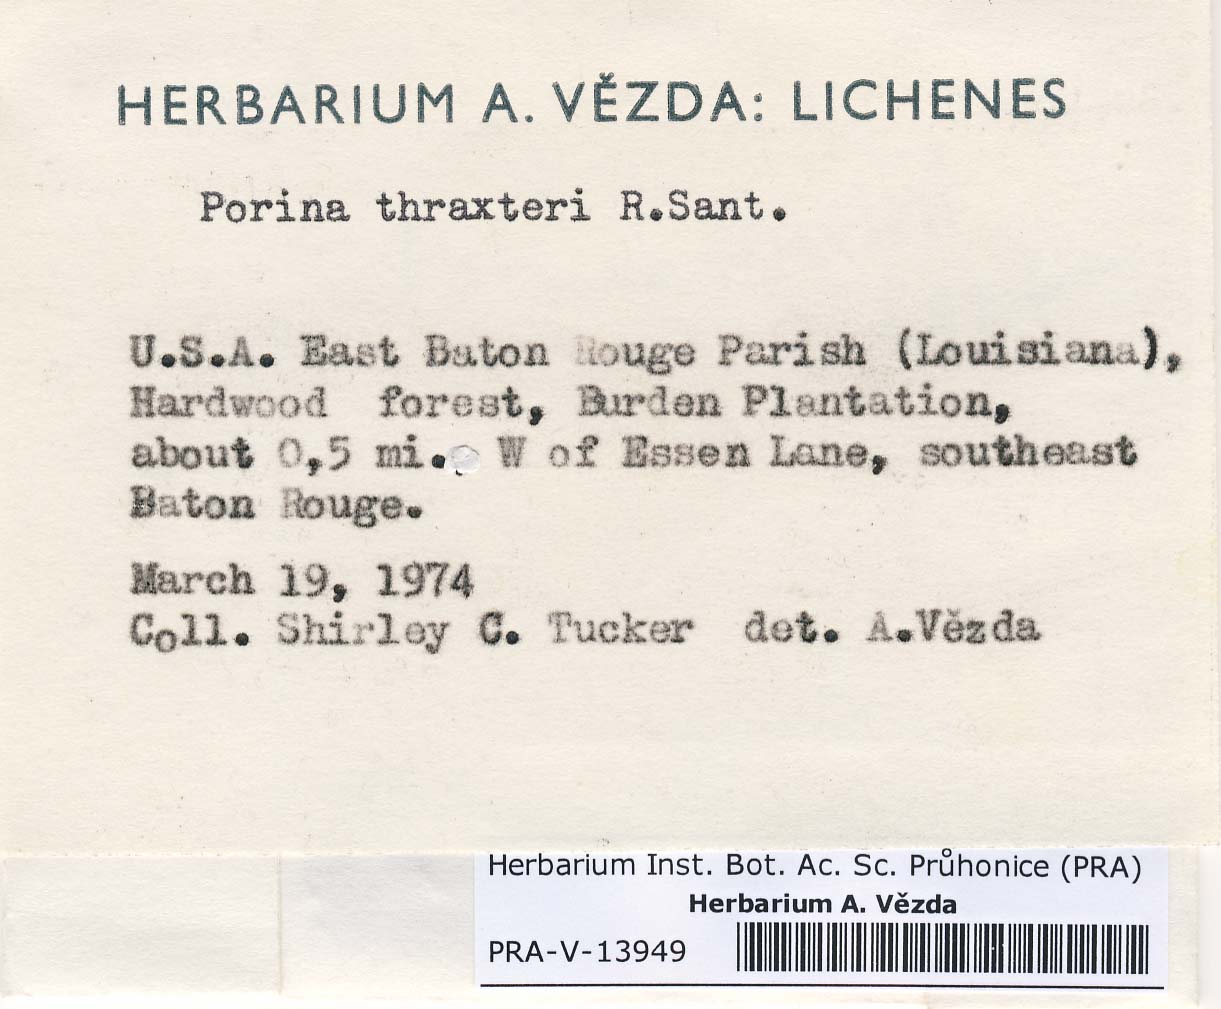 HERBARIUM A. VĚZDA: LICHENES
Porina thraxteri R.Sant.
U.S.A. East Baton Rouge Parish (Louisiana),
Hardwood forest, Burden Plantation,
about 0,5 mi. W of Essen Lane, southeast
Baton Rouge.
March 19, 1974
Coll. Shirley C. Tucker det. A.Vězda
Herbarium Inst. Bot. Ac. Sc. Průhonice (PRA)
Herbarium A. Vězda
PRA-V-13949